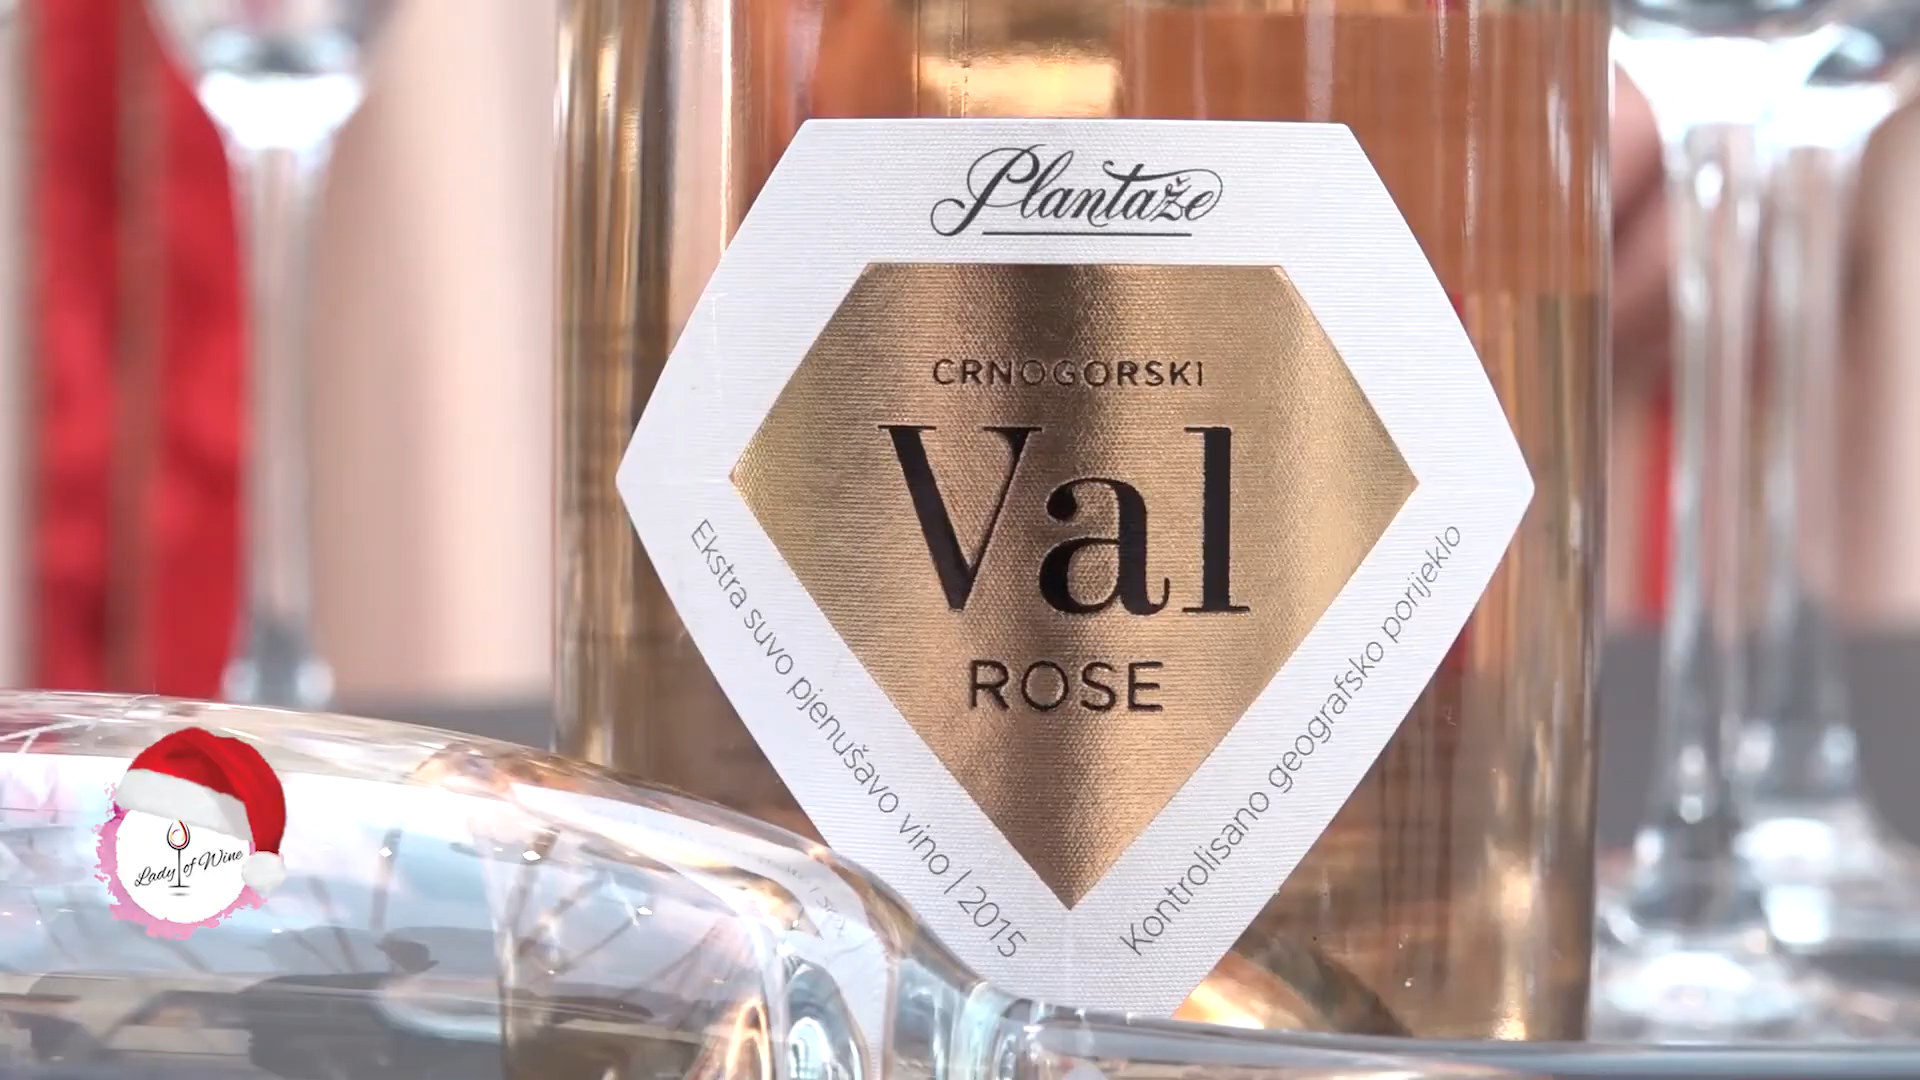 Plantaže
CRNOGORSKI
Val
ROSE
Ekstra suvo pjenušavo vino | 2015
Kontrolisano geografsko porijeklo
Lady of Wine